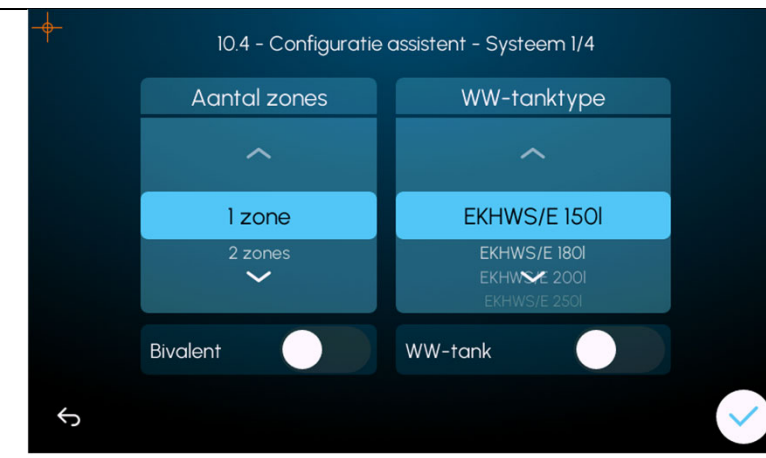 10.4 - Configuratie assistent - Systeem 1/4
Aantal zones
WW-tanktype
1 zone
EKHWS/E 150l
2 zones
EKHWS/E 180l
EKHWS/E 200l
EKHWS/E 250l
Bivalent
WW-tank